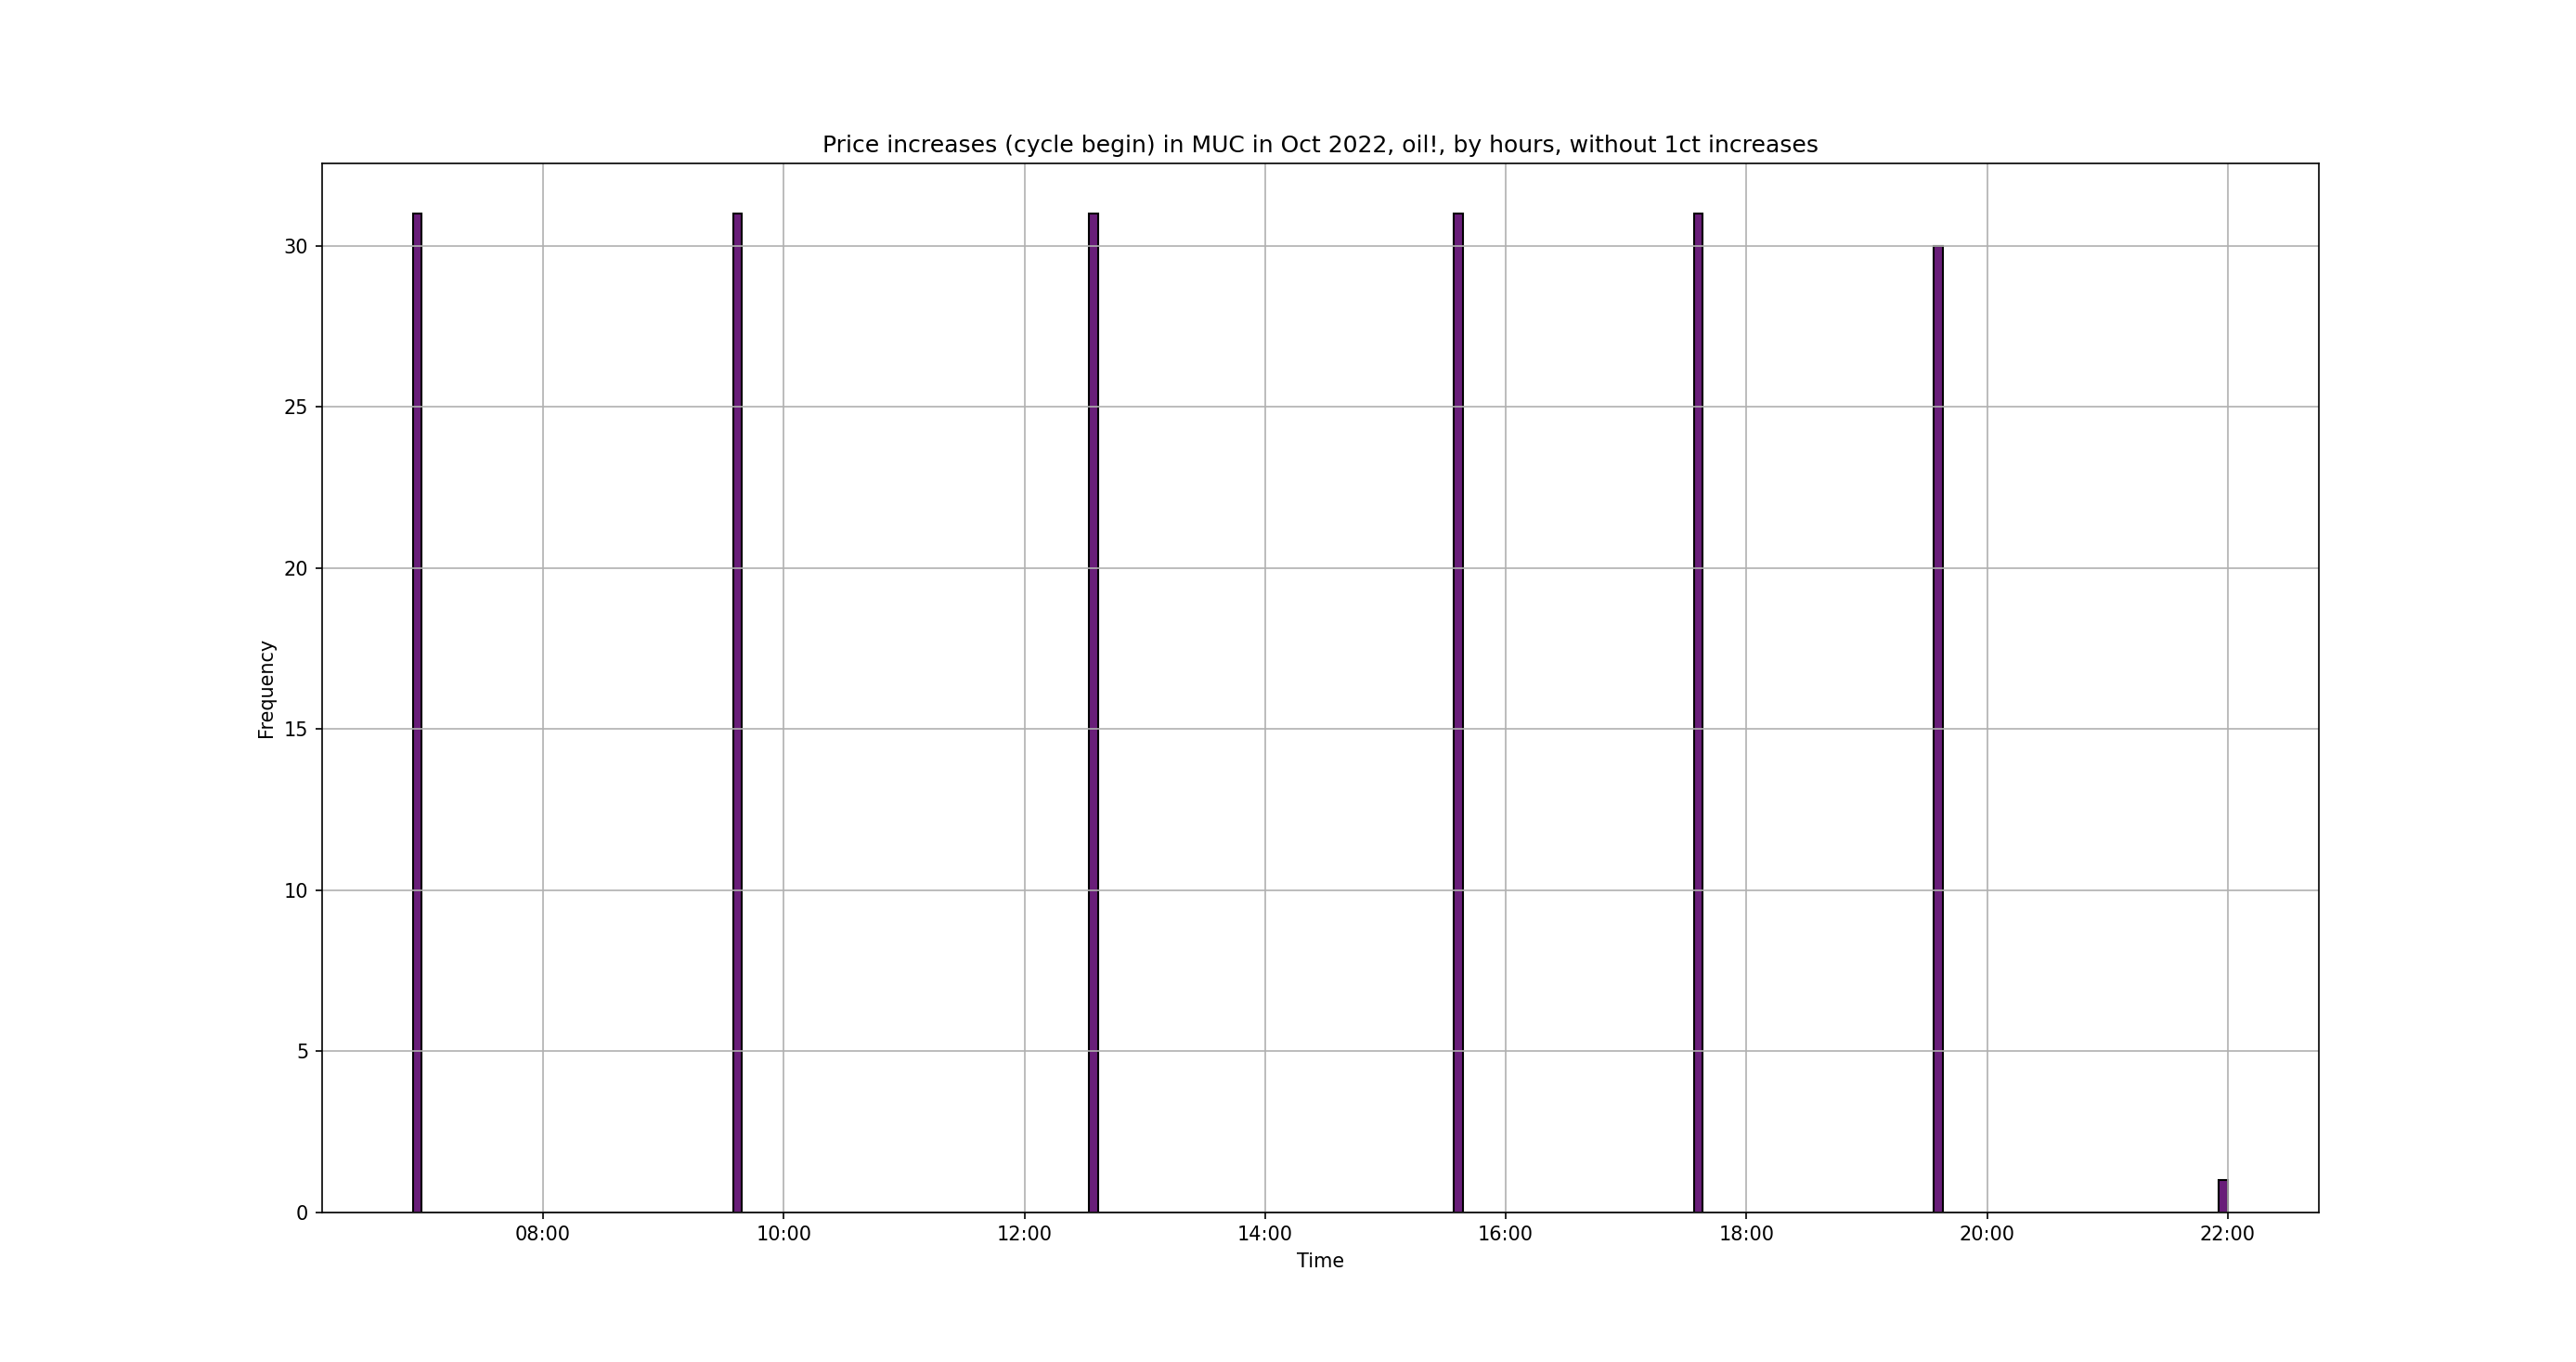 Price increases (cycle begin) in MUC in Oct 2022, oil!, by hours, without 1ct increases
30
25
20
15
10
5
0
Frequency
08:00 10:00 12:00 14:00 16:00 18:00 20:00 22:00
Time